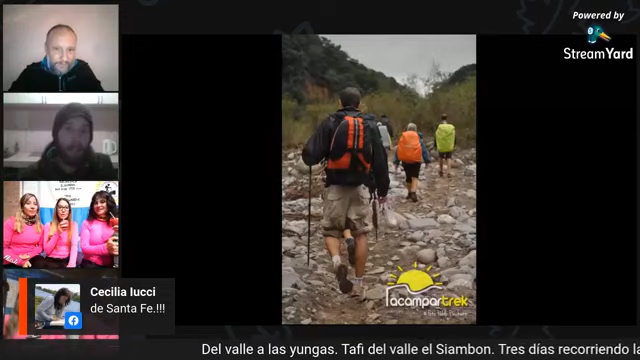 Powered by
StreamYard
acampartrek
Cecilia Iucci
de Santa Fe.!!!
Del valle a las yungas. Tafi del valle el Siambon. Tres días recorriendo la